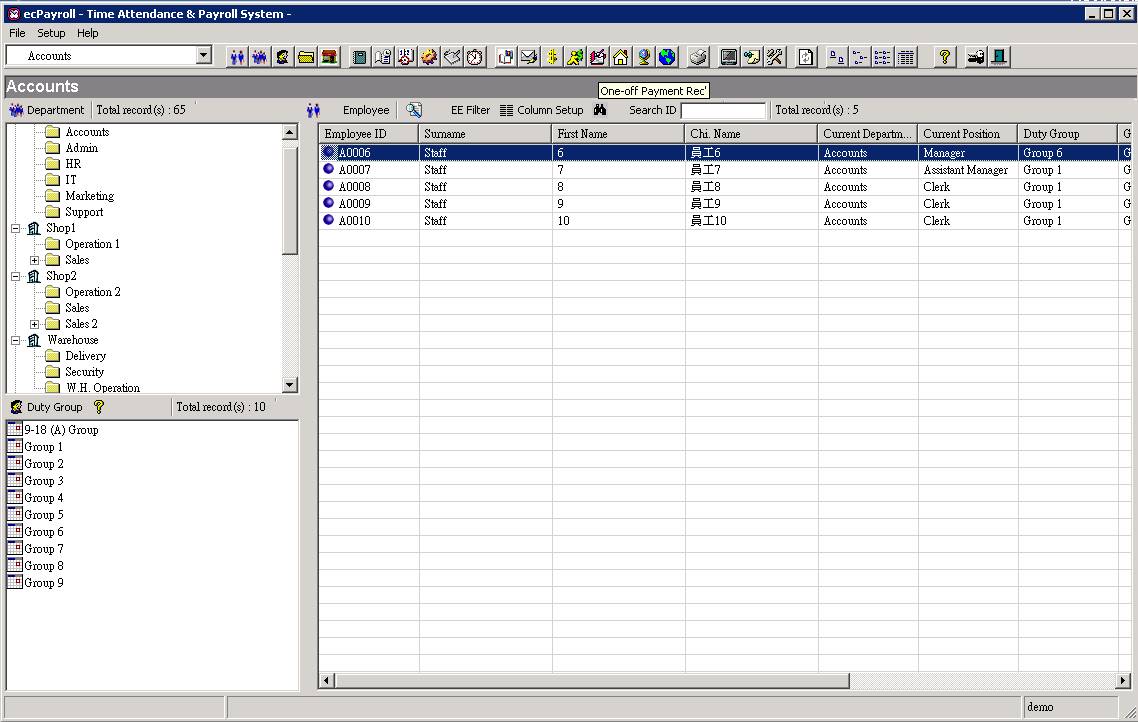 ecPayroll - Time Attendance & Payroll System -
File Setup Help
Accounts
Accounts
One-off Payment Rec'
Department Total record(s) : 65
Employee EE Filter Column Setup Search ID Total record(s) : 5
Accounts
Admin
HR
IT
Marketing
Support
Shop1
Operation 1
Sales
Shop2
Operation 2
Sales
Sales 2
Warehouse
Delivery
Security
W.H. Operation
Duty Group Total record(s) : 10
9-18 (A) Group
Group 1
Group 2
Group 3
Group 4
Group 5
Group 6
Group 7
Group 8
Group 9
Employee ID Surname First Name Chi. Name Current Departm... Current Position Duty Group G
A0006 Staff 6 員工6 Accounts Manager Group 6 G
A0007 Staff 7 員工7 Accounts Assistant Manager Group 1 G
A0008 Staff 8 員工8 Accounts Clerk Group 1 G
A0009 Staff 9 員工9 Accounts Clerk Group 1 G
A0010 Staff 10 員工10 Accounts Clerk Group 1 G
demo